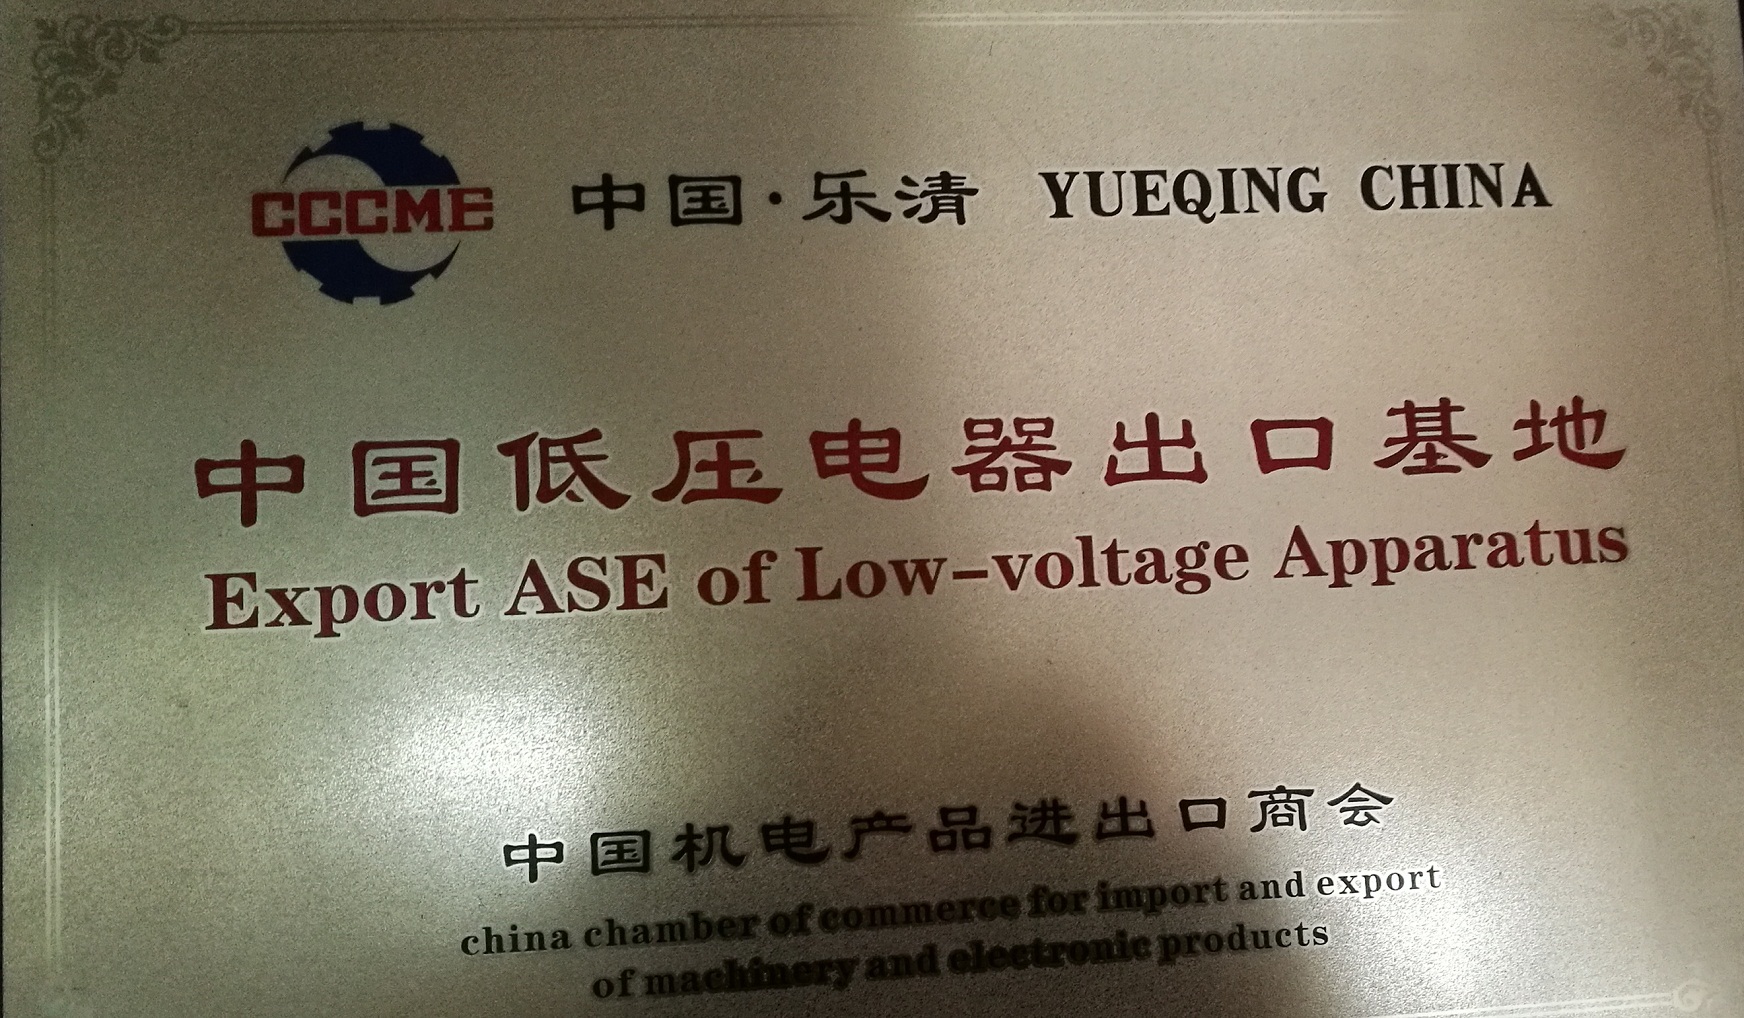 CCCME 中国·乐清 YUEQING CHINA
中国低压电器出口基地
Export ASE of Low-voltage Apparatus
中国机电产品进出口商会
china chamber of commerce for import and export
of machinery and electronic products